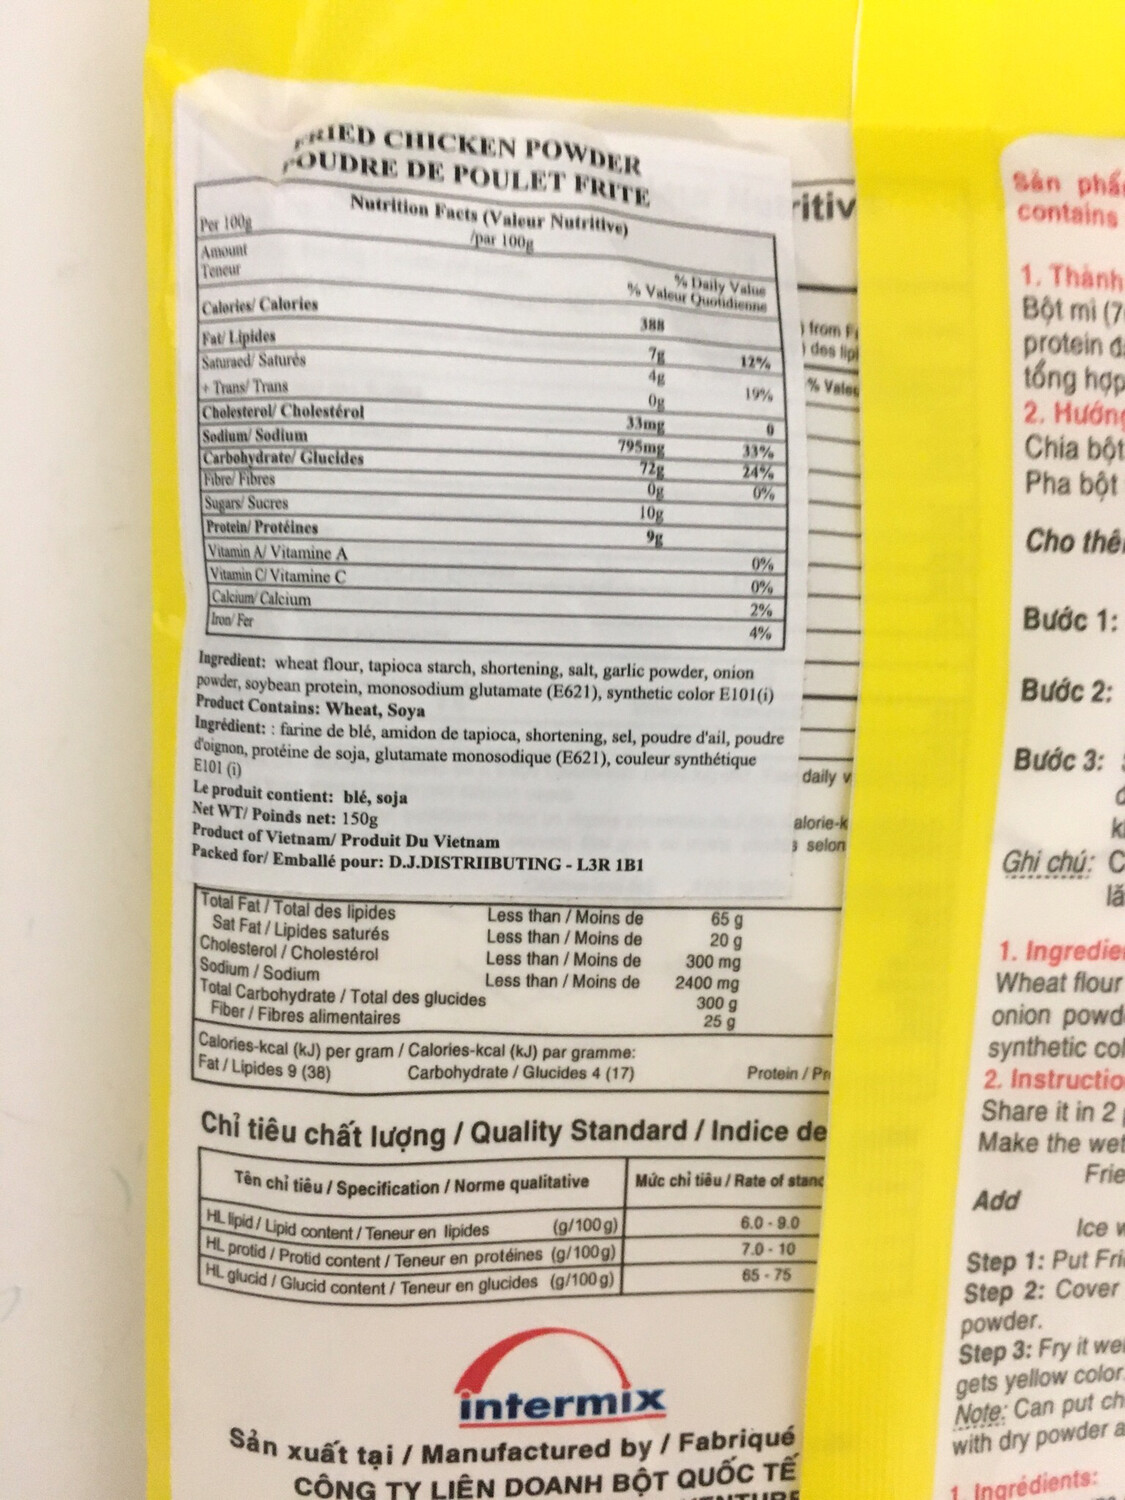 FRIED CHICKEN POWDER
POUDRE DE POULET FRITE
Nutrition Facts (Valeur Nutritive)
Per 100g /par 100g
Amount
Teneur
% Daily Value
% Valeur Quotidienne
Calories/ Calories 388
Fat/ Lipides 7g 12%
Saturaed/ Saturés 4g 19%
+ Trans/ Trans 0g
Cholesterol/ Cholestérol 33mg 0
Sodium/ Sodium 795mg 33%
Carbohydrate/ Glucides 72g 24%
Fibre/ Fibres 0g 0%
Sugars/ Sucres 10g
Protein/ Protéines 9g
Vitamin A/ Vitamine A 0%
Vitamin C/ Vitamine C 0%
Calcium/ Calcium 2%
Iron/ Fer 4%
Ingredient: wheat flour, tapioca starch, shortening, salt, garlic powder, onion
powder, soybean protein, monosodium glutamate (E621), synthetic color E101(i)
Product Contains: Wheat, Soya
Ingrédient: : farine de blé, amidon de tapioca, shortening, sel, poudre d'ail, poudre
d'oignon, protéine de soja, glutamate monosodique (E621), couleur synthétique
E101 (i)
Le produit contient: blé, soja
Net WT/ Poinds net: 150g
Product of Vietnam/ Produit Du Vietnam
Packed for/ Emballé pour: D.J.DISTRIIBUTING - L3R 1B1
ritiv
) from
) des lipi
% Vale
daily v
alorie-k
selon
Total Fat / Total des lipides Less than / Moins de 65 g
Sat Fat / Lipides saturés Less than / Moins de 20 g
Cholesterol / Cholestérol Less than / Moins de 300 mg
Sodium / Sodium Less than / Moins de 2400 mg
Total Carbohydrate / Total des glucides 300 g
Fiber / Fibres alimentaires 25 g
Calories-kcal (kJ) per gram / Calories-kcal (kJ) par gramme:
Fat / Lipides 9 (38) Carbohydrate / Glucides 4 (17) Protein / Pr
Chỉ tiêu chất lượng / Quality Standard / Indice de
Tên chỉ tiêu / Specification / Norme qualitative Mức chỉ tiêu / Rate of stand
HL lipid / Lipid content / Teneur en lipides (g/100g) 6.0 - 9.0
HL protid / Protid content / Teneur en protéines (g/100g) 7.0 - 10
HL glucid / Glucid content / Teneur en glucides (g/100g) 65 - 75
intermix
Sản xuất tại / Manufactured by / Fabriqué
CÔNG TY LIÊN DOANH BỘT QUỐC TẾ
Sản phẩ
contains
1. Thành
Bột mì (7
protein đ
tổng hợp
2. Hướng
Chia bột
Pha bột
Cho thê
Bước 1:
Bước 2:
Bước 3:
Ghi chú: C
1. Ingredie
Wheat flour
onion powd
synthetic col
2. Instructio
Share it in 2
Make the wet
Frie
Add
Ice w
Step 1: Put Fri
Step 2: Cover
powder.
Step 3: Fry it wel
gets yellow color.
Note: Can put ch
with dry powder a
1. Ingrédients: